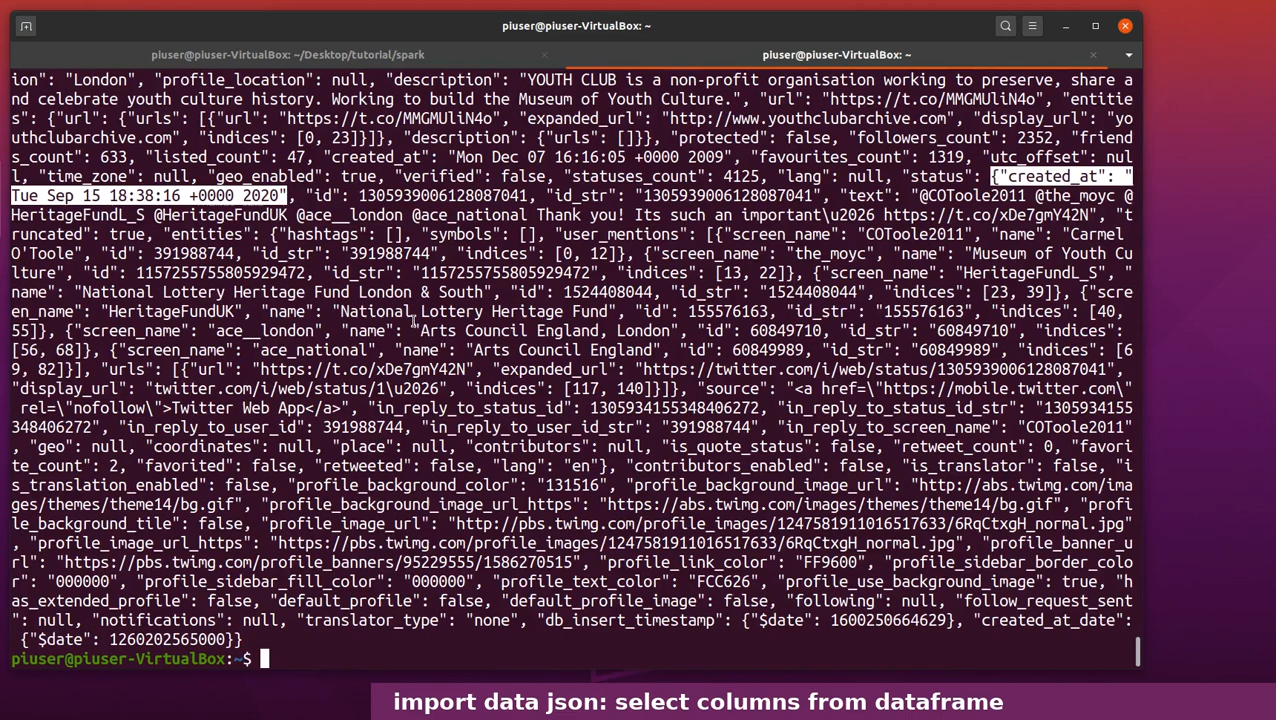 piuser@piuser-VirtualBox: ~
piuser@piuser-VirtualBox: ~/Desktop/tutorial/spark
piuser@piuser-VirtualBox: ~
ion": "London", "profile_location": null, "description": "YOUTH CLUB is a non-profit organisation working to preserve, share a
nd celebrate youth culture history. Working to build the Museum of Youth Culture.", "url": "https://t.co/MMGMUliN4o", "entitie
s": {"url": {"urls": [{"url": "https://t.co/MMGMUliN4o", "expanded_url": "http://www.youthclubarchive.com", "display_url": "yo
uthclubarchive.com", "indices": [0, 23]}]}, "description": {"urls": []}}, "protected": false, "followers_count": 2352, "friend
s_count": 633, "listed_count": 47, "created_at": "Mon Dec 07 16:16:05 +0000 2009", "favourites_count": 1319, "utc_offset": nul
l, "time_zone": null, "geo_enabled": true, "verified": false, "statuses_count": 4125, "lang": null, "status": {"created_at": "
Tue Sep 15 18:38:16 +0000 2020", "id": 1305939006128087041, "id_str": "1305939006128087041", "text": "@COToole2011 @the_moyc @
HeritageFundL_S @HeritageFundUK @ace__london @ace_national Thank you! Its such an important\u2026 https://t.co/xDe7gmY42N", "t
runcated": true, "entities": {"hashtags": [], "symbols": [], "user_mentions": [{"screen_name": "COToole2011", "name": "Carmel 
O'Toole", "id": 391988744, "id_str": "391988744", "indices": [0, 12]}, {"screen_name": "the_moyc", "name": "Museum of Youth Cu
lture", "id": 1157255755805929472, "id_str": "1157255755805929472", "indices": [13, 22]}, {"screen_name": "HeritageFundL_S", "
name": "National Lottery Heritage Fund London & South", "id": 1524408044, "id_str": "1524408044", "indices": [23, 39]}, {"scre
en_name": "HeritageFundUK", "name": "National Lottery Heritage Fund", "id": 155576163, "id_str": "155576163", "indices": [40, 
55]}, {"screen_name": "ace__london", "name": "Arts Council England, London", "id": 60849710, "id_str": "60849710", "indices": 
[56, 68]}, {"screen_name": "ace_national", "name": "Arts Council England", "id": 60849989, "id_str": "60849989", "indices": [6
9, 82]}], "urls": [{"url": "https://t.co/xDe7gmY42N", "expanded_url": "https://twitter.com/i/web/status/1305939006128087041", 
"display_url": "twitter.com/i/web/status/1\u2026", "indices": [117, 140]}]}, "source": "<a href=\"https://mobile.twitter.com\"
 rel=\"nofollow\">Twitter Web App</a>", "in_reply_to_status_id": 1305934155348406272, "in_reply_to_status_id_str": "1305934155
348406272", "in_reply_to_user_id": 391988744, "in_reply_to_user_id_str": "391988744", "in_reply_to_screen_name": "COToole2011"
, "geo": null, "coordinates": null, "place": null, "contributors": null, "is_quote_status": false, "retweet_count": 0, "favori
te_count": 2, "favorited": false, "retweeted": false, "lang": "en"}, "contributors_enabled": false, "is_translator": false, "i
s_translation_enabled": false, "profile_background_color": "131516", "profile_background_image_url": "http://abs.twimg.com/ima
ges/themes/theme14/bg.gif", "profile_background_image_url_https": "https://abs.twimg.com/images/themes/theme14/bg.gif", "profi
le_background_tile": false, "profile_image_url": "http://pbs.twimg.com/profile_images/1247581911016517633/6RqCtxgH_normal.jpg"
, "profile_image_url_https": "https://pbs.twimg.com/profile_images/1247581911016517633/6RqCtxgH_normal.jpg", "profile_banner_u
rl": "https://pbs.twimg.com/profile_banners/95229555/1586270515", "profile_link_color": "FF9600", "profile_sidebar_border_colo
r": "000000", "profile_sidebar_fill_color": "000000", "profile_text_color": "FCC626", "profile_use_background_image": true, "h
as_extended_profile": false, "default_profile": false, "default_profile_image": false, "following": null, "follow_request_sent
": null, "notifications": null, "translator_type": "none", "db_insert_timestamp": {"$date": 1600250664629}, "created_at_date":
 {"$date": 1260202565000}}
piuser@piuser-VirtualBox:~$
import data json: select columns from dataframe